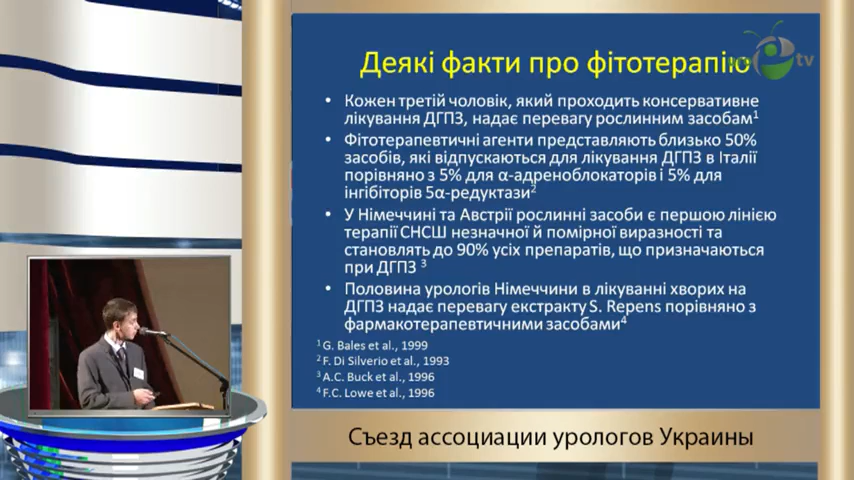 Деякі факти про фітотерапію
tv
• Кожен третій чоловік, який проходить консервативне
лікування ДГПЗ, надає перевагу рослинним засобам1
• Фітотерапевтичні агенти представляють близько 50%
засобів, які відпускаються для лікування ДГПЗ в Італії
порівняно з 5% для α-адреноблокаторів і 5% для
інгібіторів 5α-редуктази2
• У Німеччині та Австрії рослинні засоби є першою лінією
терапії СНСШ незначної й помірної виразності та
становлять до 90% усіх препаратів, що призначаються
при ДГПЗ 3
• Половина урологів Німеччини в лікуванні хворих на
ДГПЗ надає перевагу екстракту S. Repens порівняно з
фармакотерапевтичними засобами4
1 G. Bales et al., 1999
2 F. Di Silverio et al., 1993
3 A.C. Buck et al., 1996
4 F.C. Lowe et al., 1996
Съезд ассоциации урологов Украины